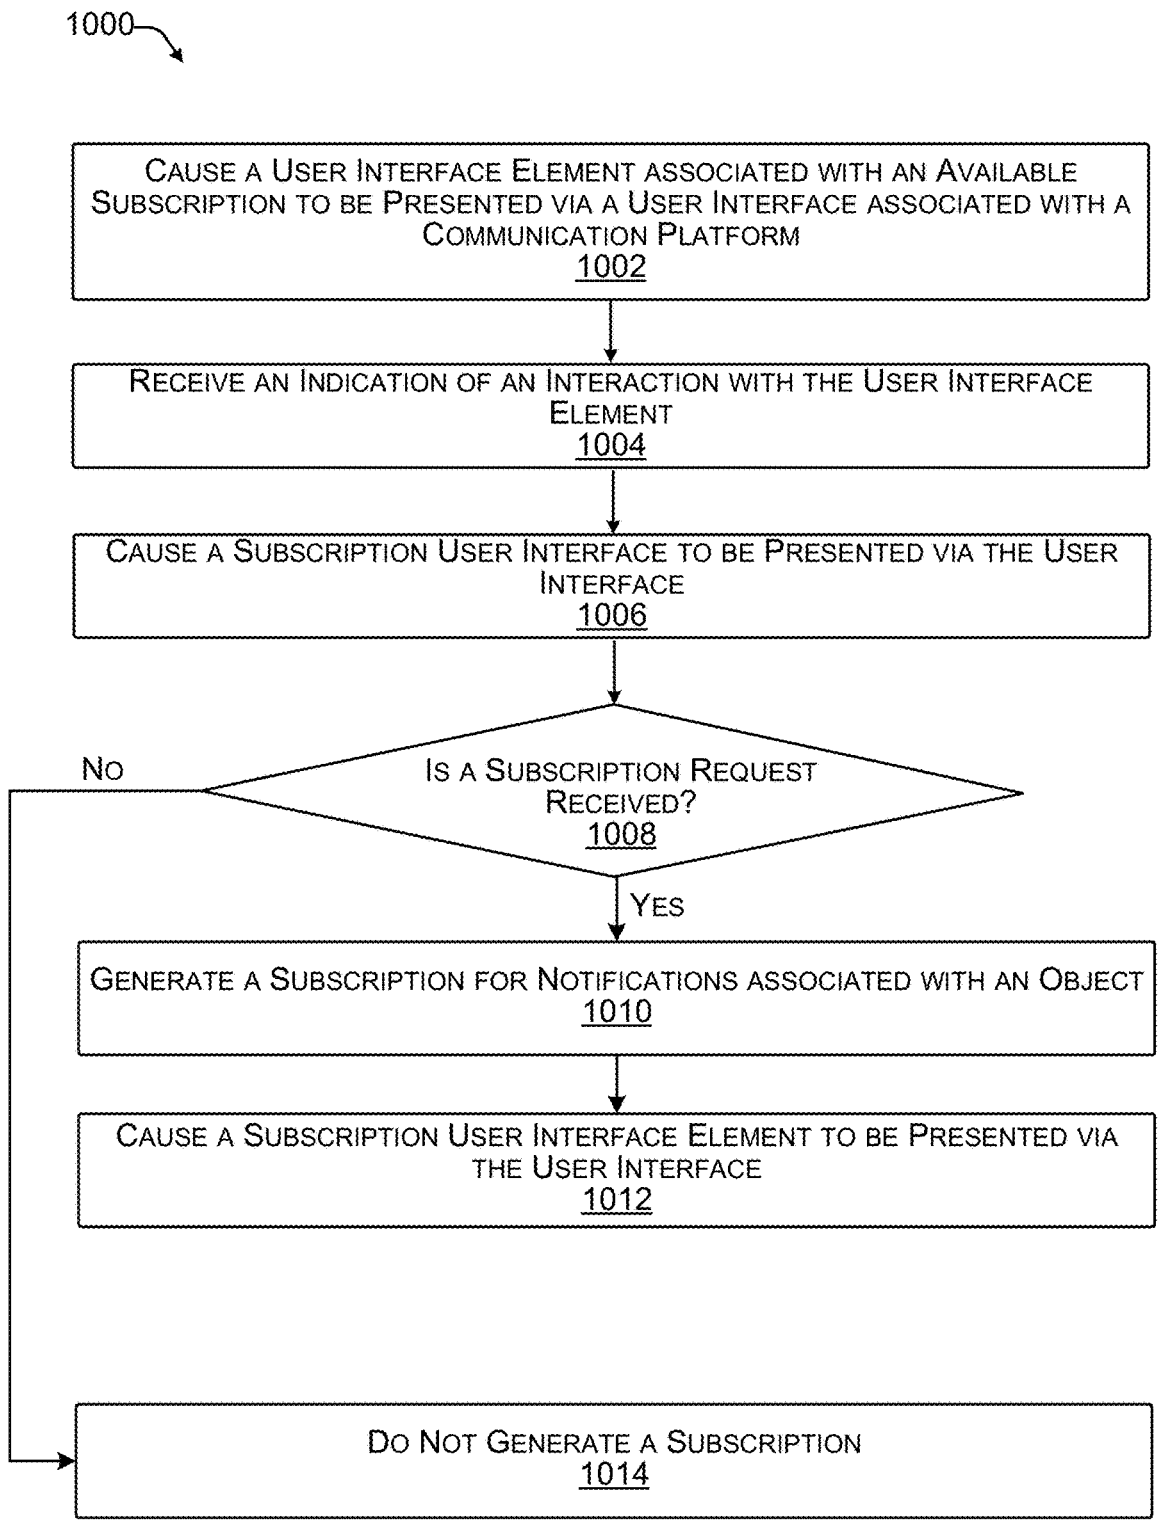 1000
CAUSE A USER INTERFACE ELEMENT ASSOCIATED WITH AN AVAILABLE
SUBSCRIPTION TO BE PRESENTED VIA A USER INTERFACE ASSOCIATED WITH A
COMMUNICATION PLATFORM
1002
RECEIVE AN INDICATION OF AN INTERACTION WITH THE USER INTERFACE
ELEMENT
1004
CAUSE A SUBSCRIPTION USER INTERFACE TO BE PRESENTED VIA THE USER
INTERFACE
1006
NO
IS A SUBSCRIPTION REQUEST
RECEIVED?
1008
YES
GENERATE A SUBSCRIPTION FOR NOTIFICATIONS ASSOCIATED WITH AN OBJECT
1010
CAUSE A SUBSCRIPTION USER INTERFACE ELEMENT TO BE PRESENTED VIA
THE USER INTERFACE
1012
DO NOT GENERATE A SUBSCRIPTION
1014